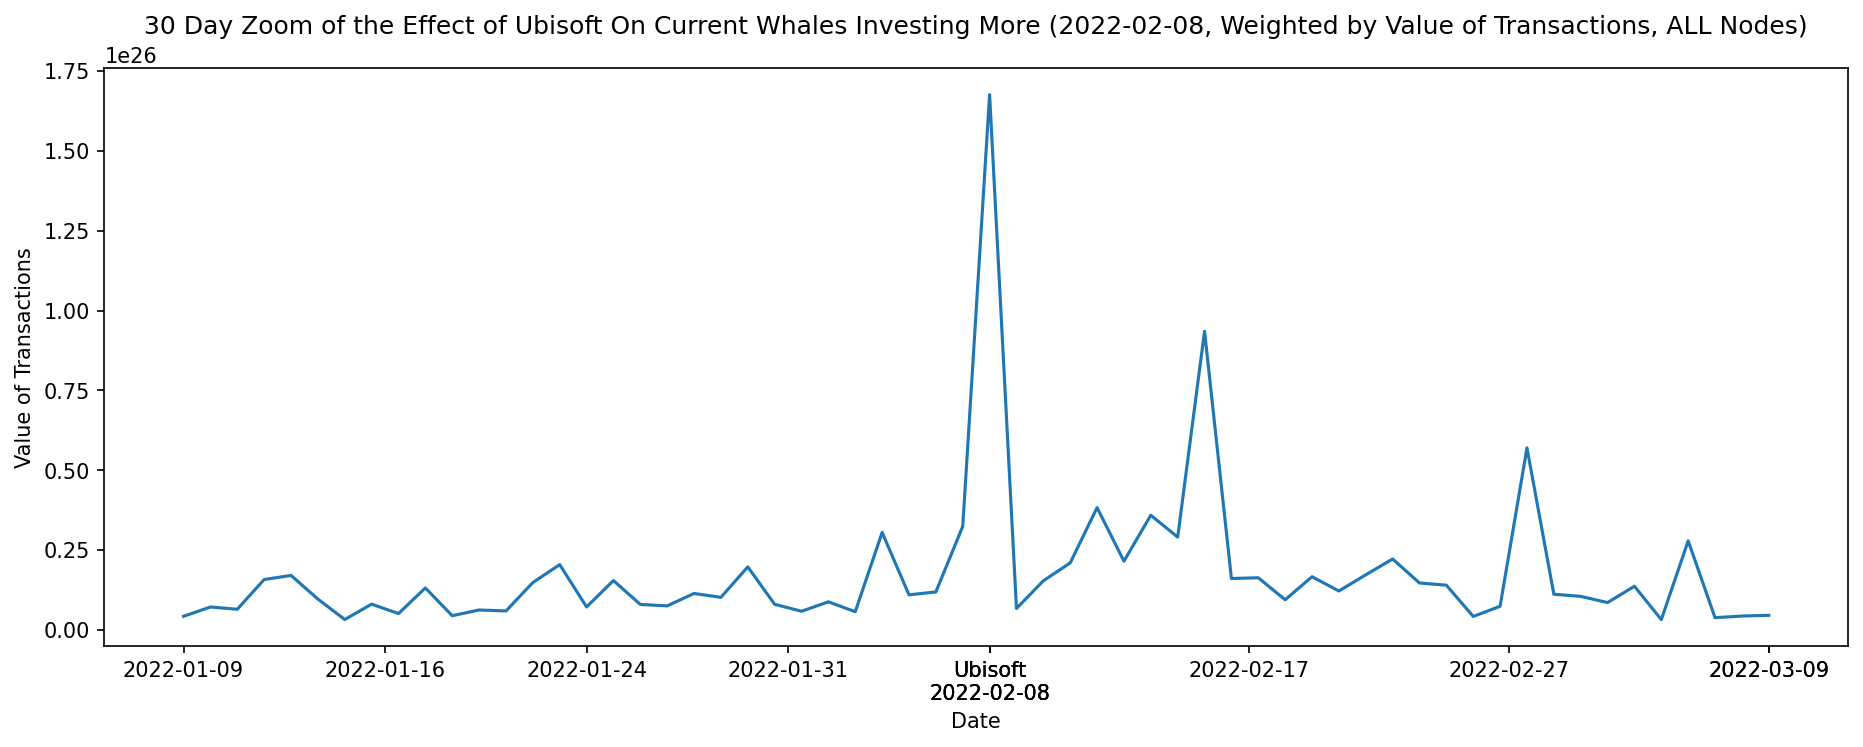 30 Day Zoom of the Effect of Ubisoft On Current Whales Investing More (2022-02-08, Weighted by Value of Transactions, ALL Nodes)
1e26
1.75
1.50
1.25
1.00
0.75
0.50
0.25
0.00
Value of Transactions
2022-01-09 2022-01-16 2022-01-24 2022-01-31 Ubisoft 2022-02-17 2022-02-27 2022-03-09
2022-02-08
Date